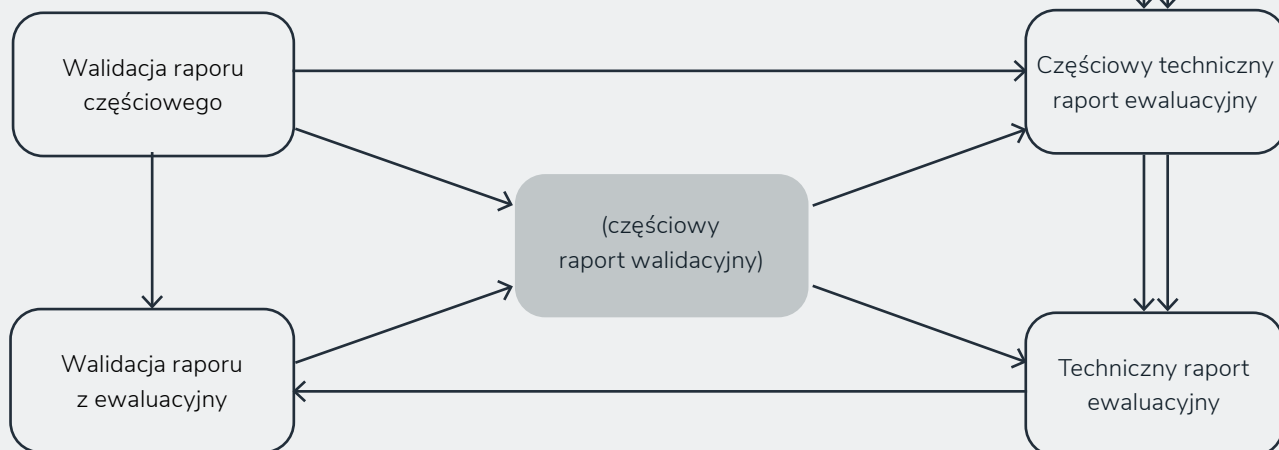 Walidacja raporu
częściowego
Częściowy techniczny
raport ewaluacyjny
(częściowy
raport walidacyjny)
Walidacja raporu
z ewaluacyjny
Techniczny raport
ewaluacyjny